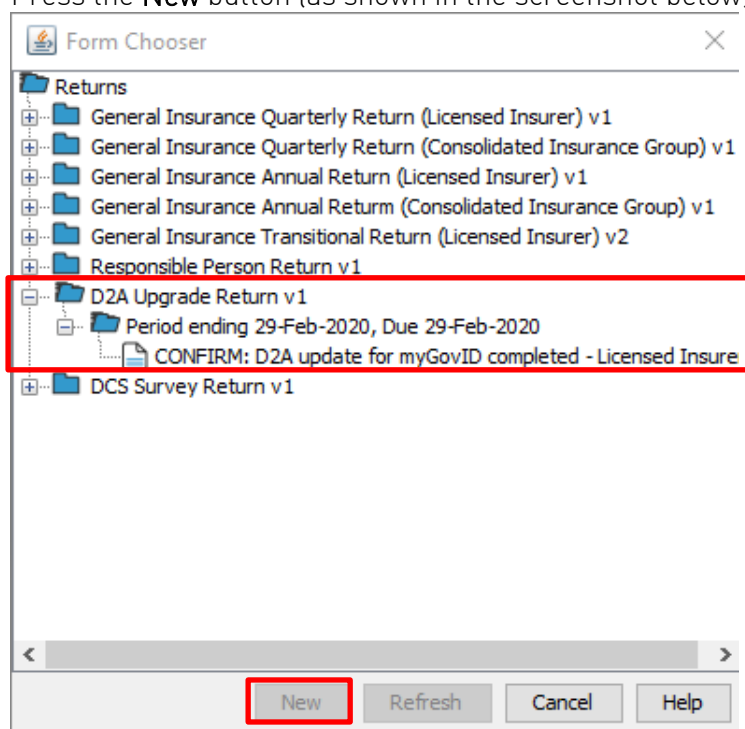 Press the New button (as shown in the screenshot below)
Form Chooser
Returns
General Insurance Quarterly Return (Licensed Insurer) v1
General Insurance Quarterly Return (Consolidated Insurance Group) v1
General Insurance Annual Return (Licensed Insurer) v1
General Insurance Annual Returm (Consolidated Insurance Group) v1
General Insurance Transitional Return (Licensed Insurer) v2
Responsible Person Return v1
D2A Upgrade Return v1
Period ending 29-Feb-2020, Due 29-Feb-2020
CONFIRM: D2A update for myGovID completed - Licensed Insurer
DCS Survey Return v1
New Refresh Cancel Help